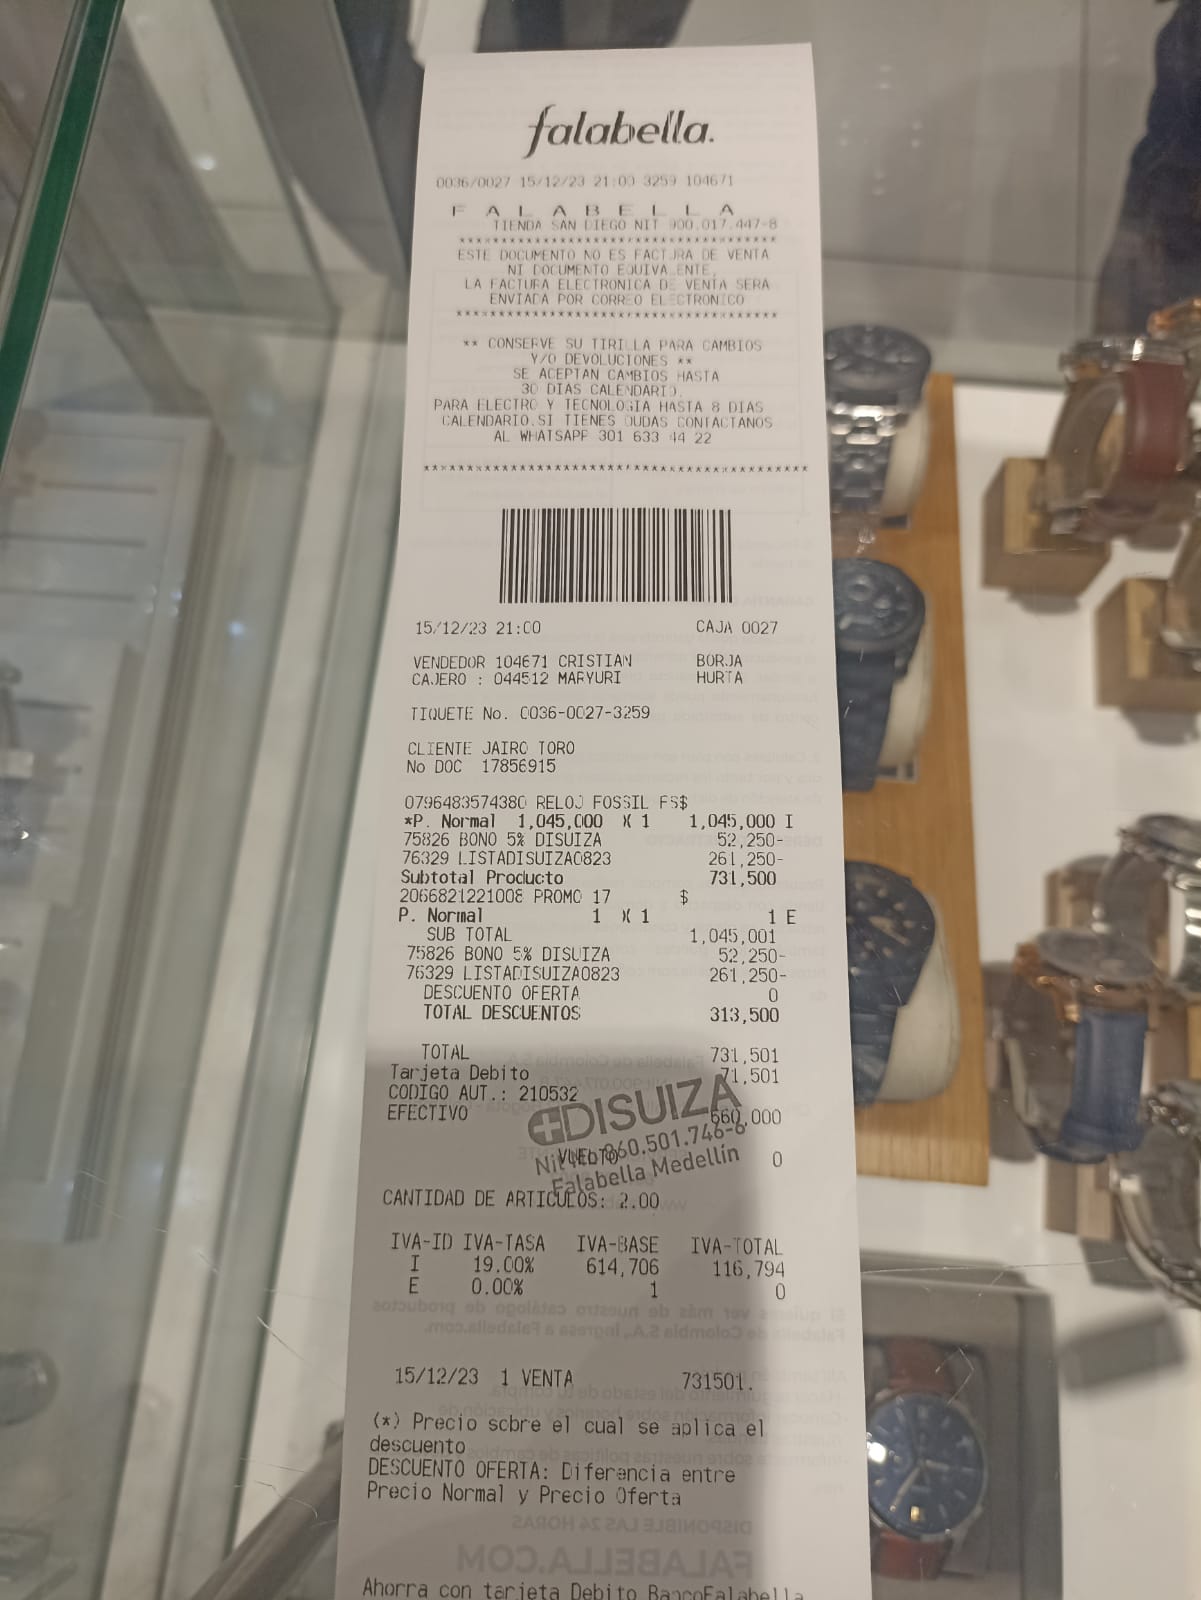 falabella.
0036/0027 15/12/23 21:00 3259 104671
F A L A B E L L A
TIENDA SAN DIEGO NIT 900.017.447-8
****************************************
ESTE DOCUMENTO NO ES FACTURA DE VENTA
NI DOCUMENTO EQUIVALENTE,
LA FACTURA ELECTRONICA DE VENTA SERA
ENVIADA POR CORREO ELECTRONICO
****************************************
** CONSERVE SU TIRILLA PARA CAMBIOS
Y/O DEVOLUCIONES **
SE ACEPTAN CAMBIOS HASTA
30 DIAS CALENDARIO.
PARA ELECTRO Y TECNOLOGIA HASTA 8 DIAS
CALENDARIO.SI TIENES DUDAS CONTACTANOS
AL WHATSAPP 301 633 44 22
************************************************
15/12/23 21:00 CAJA 0027
VENDEDOR 104671 CRISTIAN BORJA
CAJERO : 044512 MARYURI HURTA
TIQUETE No. 0036-0027-3259
CLIENTE JAIRO TORO
No DOC 17856915
0796483574380 RELOJ FOSSIL FS$
*P. Normal 1,045,000 X 1 1,045,000 I
75826 BONO 5% DISUIZA 52,250-
76329 LISTADISUIZA0823 261,250-
Subtotal Producto 731,500
2066821221008 PROMO 17 $
P. Normal 1 X 1 1 E
SUB TOTAL 1,045,001
75826 BONO 5% DISUIZA 52,250-
76329 LISTADISUIZA0823 261,250-
DESCUENTO OFERTA 0
TOTAL DESCUENTOS 313,500
TOTAL 731,501
Tarjeta Debito 71,501
CODIGO AUT.: 210532
EFECTIVO 660,000
DISUIZA
Nit 860.501.746-6
Falabella Medellín
VUELTO 0
CANTIDAD DE ARTICULOS: 2.00
IVA-ID IVA-TASA IVA-BASE IVA-TOTAL
I 19.00% 614,706 116,794
E 0.00% 1 0
15/12/23 1 VENTA 731501.
(*) Precio sobre el cual se aplica el
descuento
DESCUENTO OFERTA: Diferencia entre
Precio Normal y Precio Oferta
Ahorra con tarjeta Debito BancoFalabella